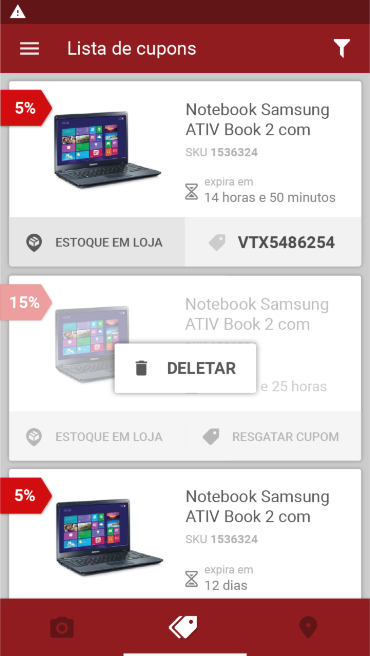 Lista de cupons
5%
Notebook Samsung
ATIV Book 2 com
SKU 1536324
expira em
14 horas e 50 minutos
ESTOQUE EM LOJA
VTX5486254
15%
Notebook Samsung
ATIV Book 2 com
DELETAR
e 25 horas
ESTOQUE EM LOJA
RESGATAR CUPOM
5%
Notebook Samsung
ATIV Book 2 com
SKU 1536324
expira em
12 dias